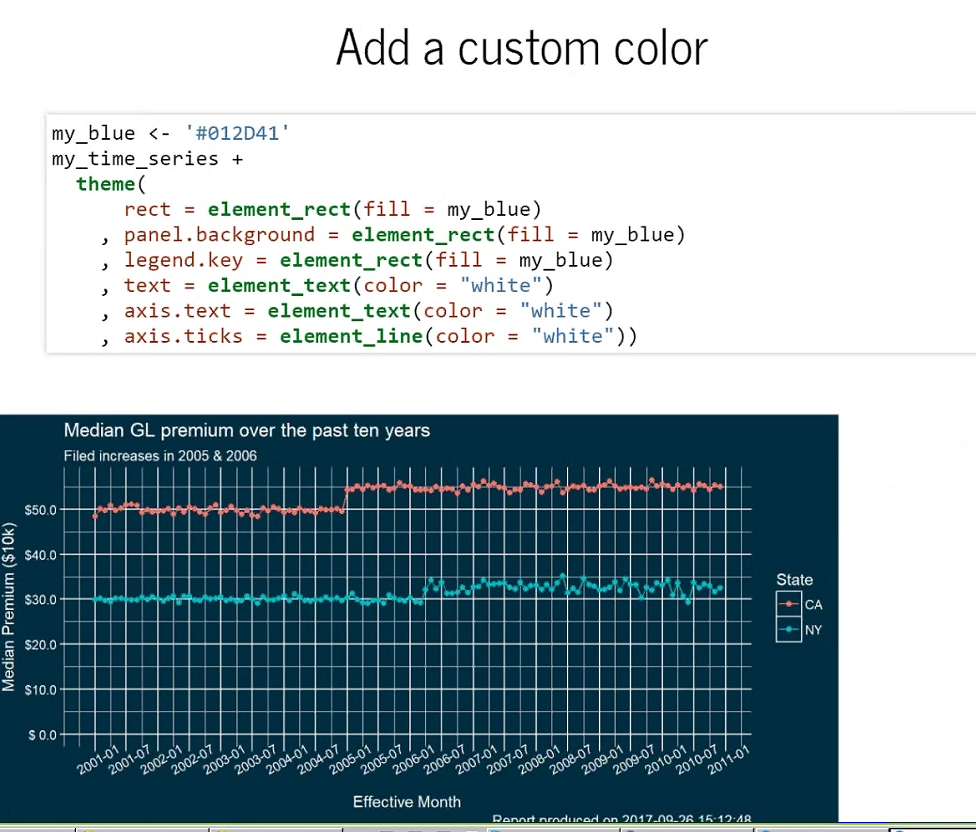 Add a custom color
my_blue <- '#012D41'
my_time_series +
theme(
rect = element_rect(fill = my_blue)
, panel.background = element_rect(fill = my_blue)
, legend.key = element_rect(fill = my_blue)
, text = element_text(color = "white")
, axis.text = element_text(color = "white")
, axis.ticks = element_line(color = "white"))
Median GL premium over the past ten years
Filed increases in 2005 & 2006
Median Premium ($10k)
$50.0
$40.0
$30.0
$20.0
$10.0
$ 0.0
2001-01 2001-07 2002-01 2002-07 2003-01 2003-07 2004-01 2004-07 2005-01 2005-07 2006-01 2006-07 2007-01 2007-07 2008-01 2008-07 2009-01 2009-07 2010-01 2010-07 2011-01
Effective Month
State
CA
NY
Report produced on 2017-09-26 15:12:48